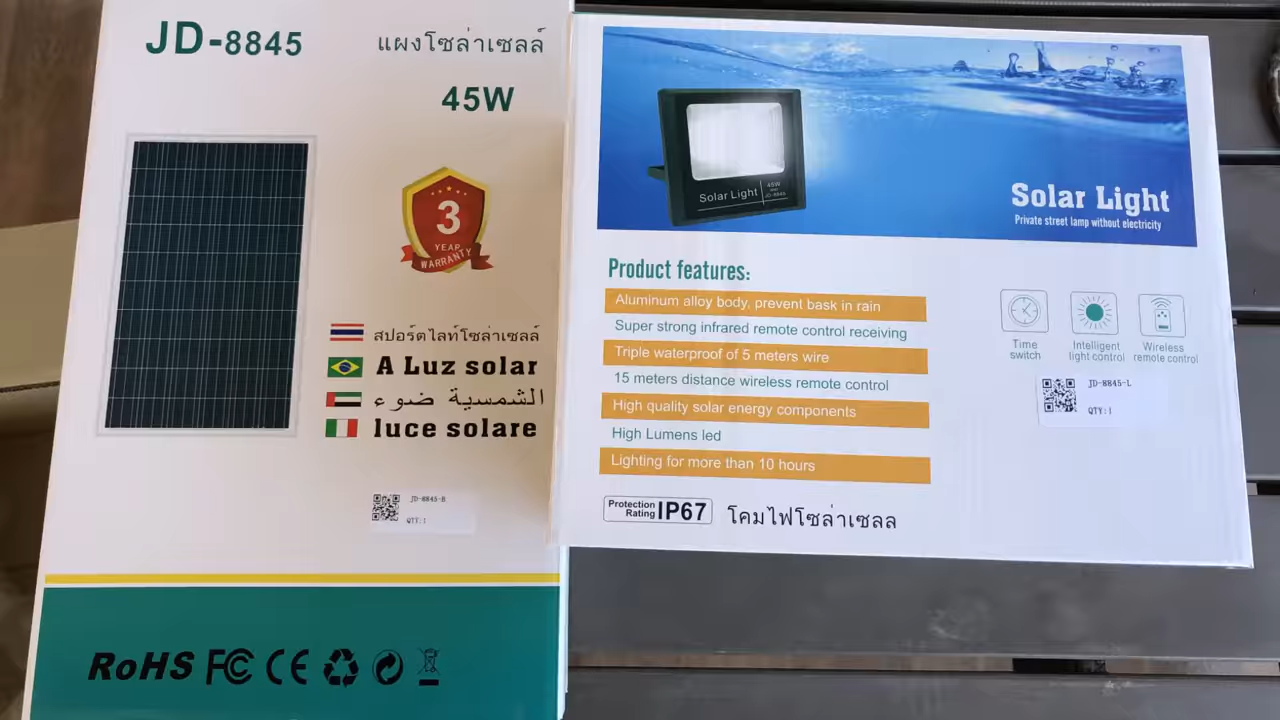 JD-8845
แผงโซล่าเซลล์
45W
3
YEAR
WARRANTY
สปอร์ตไลท์โซล่าเซลล์
A Luz solar
الشمسية ضوء
luce solare
JD-8845-B
QTY:1
RoHS FC CE
Solar Light
45W
JD-8845
Solar Light
Private street lamp without electricity
Product features:
Aluminum alloy body, prevent bask in rain
Super strong infrared remote control receiving
Triple waterproof of 5 meters wire
15 meters distance wireless remote control
High quality solar energy components
High Lumens led
Lighting for more than 10 hours
Time
switch
Intelligent
light control
Wireless
remote control
JD-8845-L
QTY:1
Protection
Rating IP67
โคมไฟโซล่าเซลล